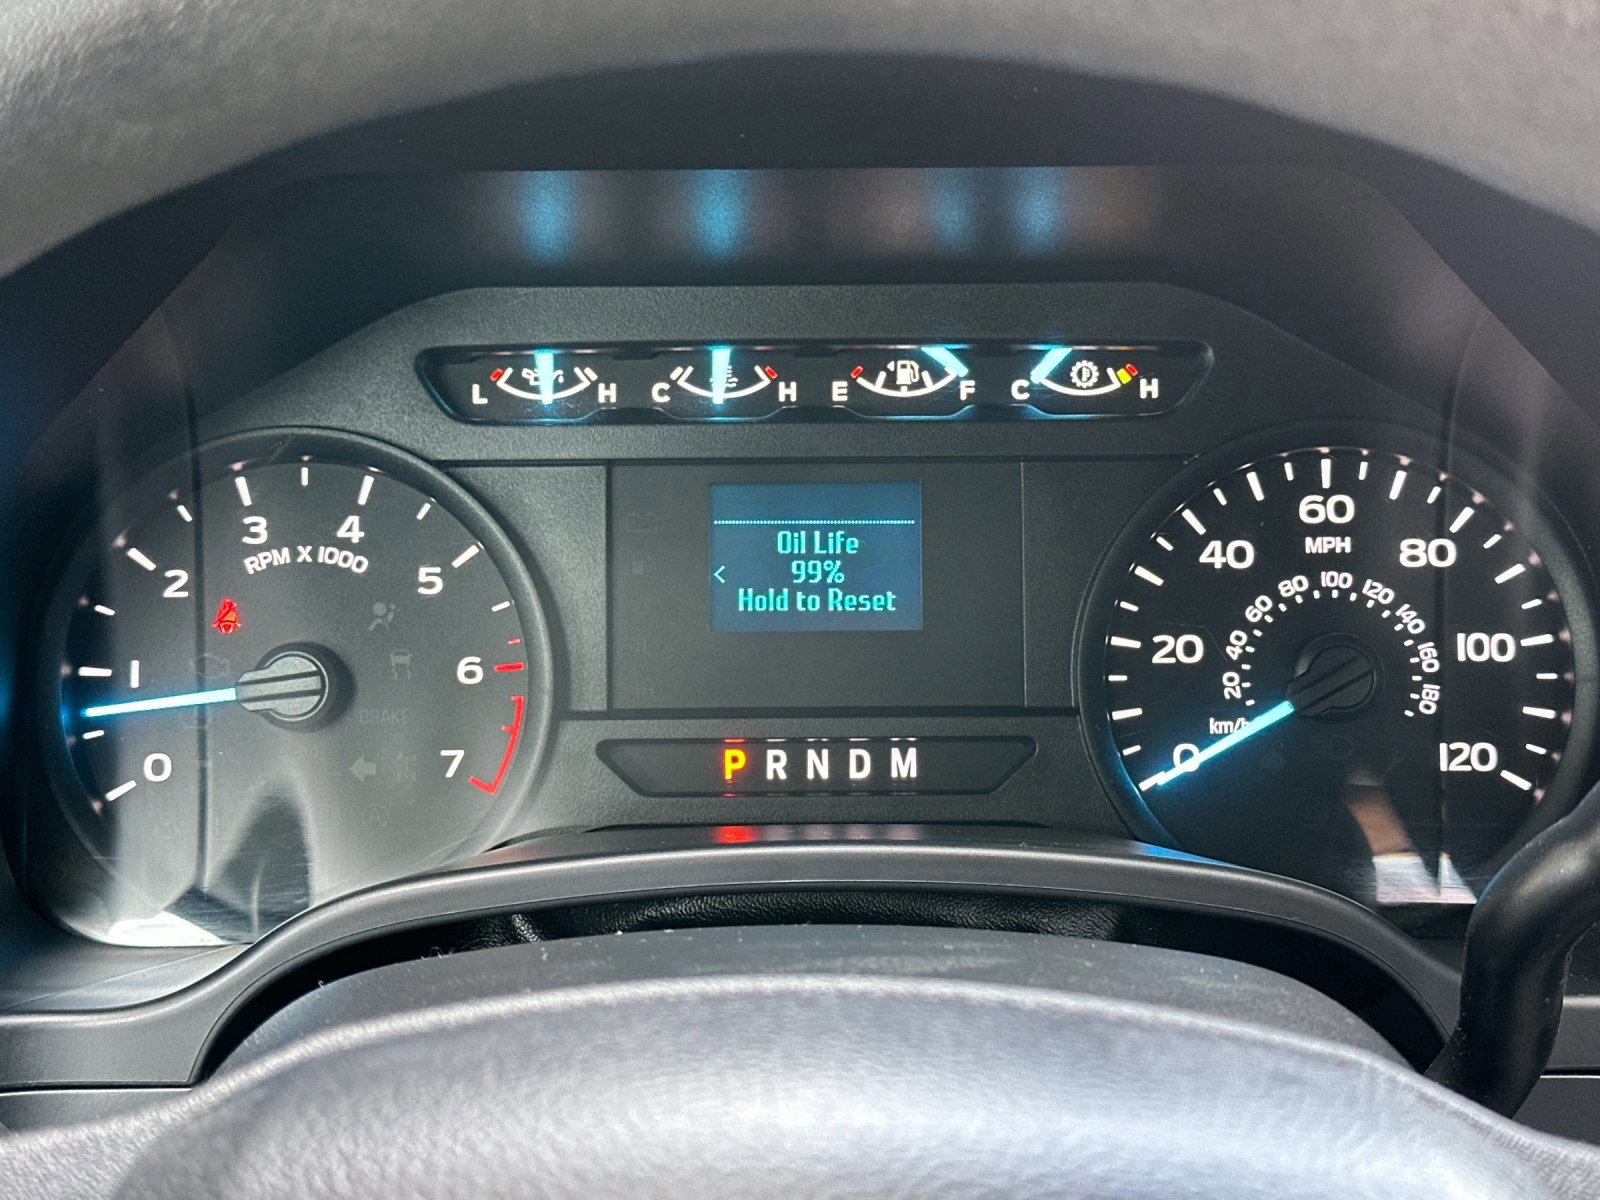 L H C H E F C H
0 1 2 3 4 5 6 7
RPM X 1000
BRAKE
<
Oil Life
99%
Hold to Reset
P R N D M
0 20 40 60 80 100 120
MPH
20 40 60 80 100 120 140 160 180